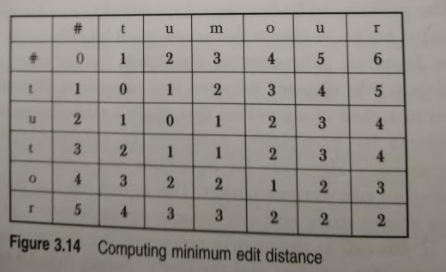 # t u m o u r
# 0 1 2 3 4 5 6
t 1 0 1 2 3 4 5
u 2 1 0 1 2 3 4
t 3 2 1 1 2 3 4
o 4 3 2 2 1 2 3
r 5 4 3 3 2 2 2
Figure 3.14 Computing minimum edit distance